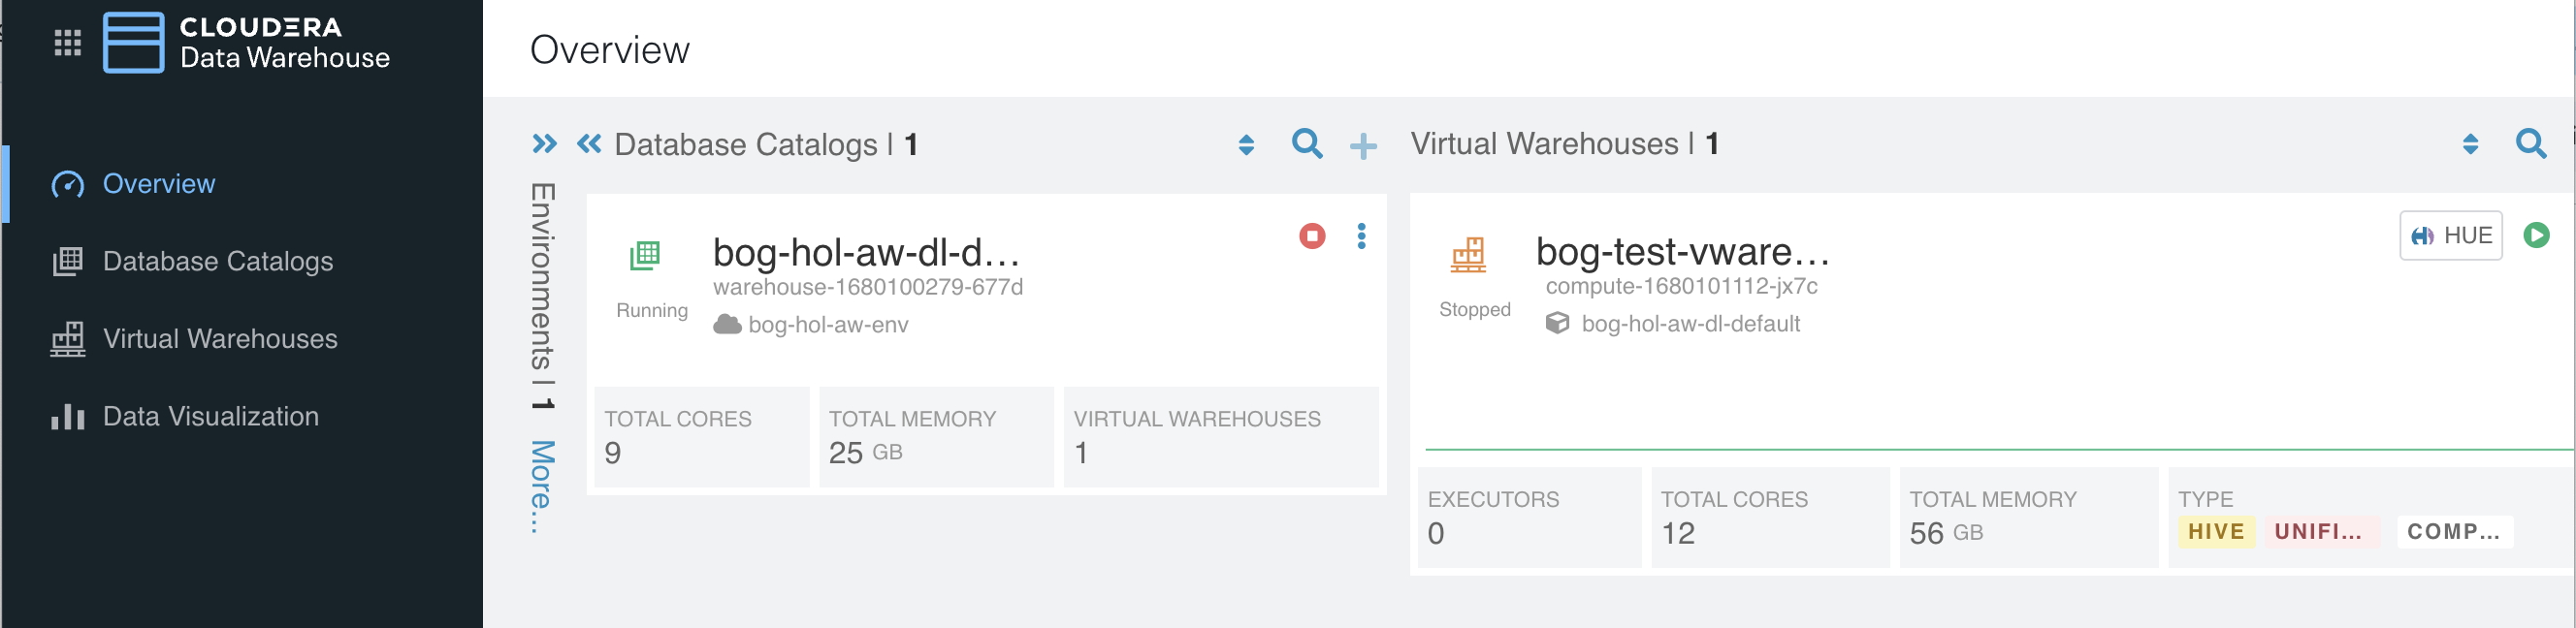 CLOUDERA
Data Warehouse
Overview
Database Catalogs
Virtual Warehouses
Data Visualization
Overview
Environments | 1 More...
Database Catalogs | 1
bog-hol-aw-dl-d...
warehouse-1680100279-677d
Running
bog-hol-aw-env
TOTAL CORES
9
TOTAL MEMORY
25 GB
VIRTUAL WAREHOUSES
1
Virtual Warehouses | 1
bog-test-vware...
HUE
compute-1680101112-jx7c
Stopped
bog-hol-aw-dl-default
EXECUTORS
0
TOTAL CORES
12
TOTAL MEMORY
56 GB
TYPE
HIVE UNIFI... COMP...